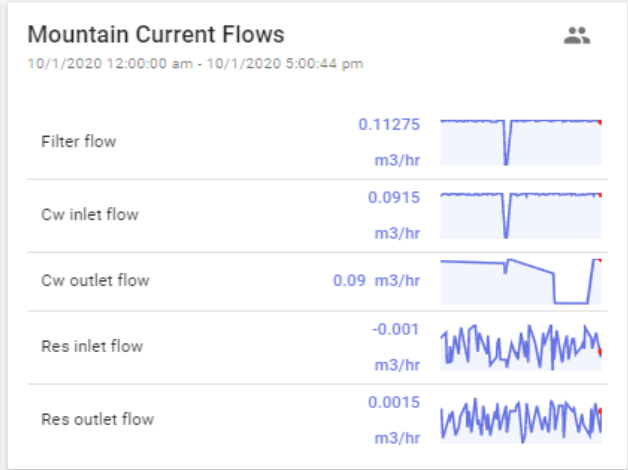 Mountain Current Flows
10/1/2020 12:00:00 am - 10/1/2020 5:00:44 pm
Filter flow
0.11275
m3/hr
Cw inlet flow
0.0915
m3/hr
Cw outlet flow
0.09 m3/hr
Res inlet flow
-0.001
m3/hr
Res outlet flow
0.0015
m3/hr